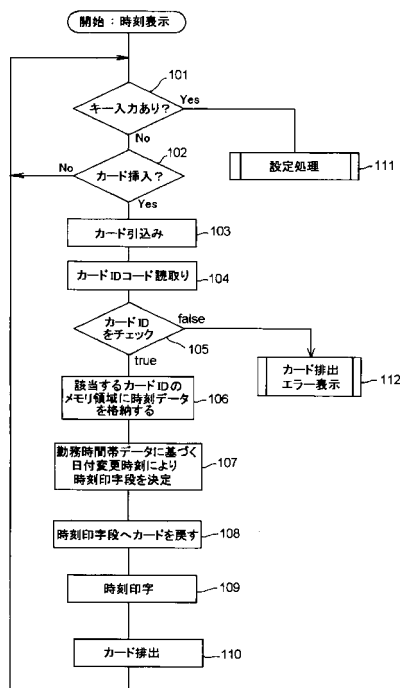 開始：時刻表示
101
キー入力あり?
Yes
No
102
設定処理
111
No
カード挿入?
Yes
カード引込み
103
カードIDコード読取り
104
カードID
をチェック
false
105
true
カード排出
エラー表示
112
該当するカードIDの
メモリ領域に時刻データ
を格納する
106
勤務時間帯データに基づく
日付変更時刻により
時刻印字段を決定
107
時刻印字段へカードを戻す
108
時刻印字
109
カード排出
110